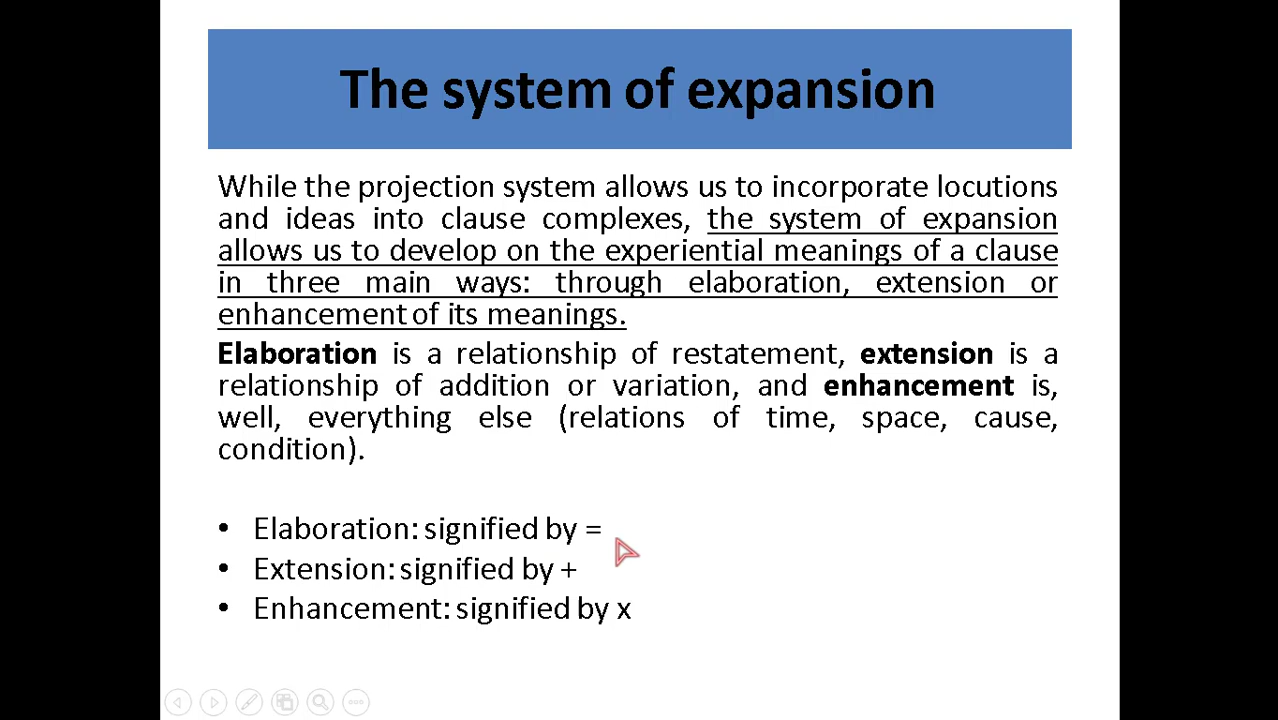 The system of expansion
While the projection system allows us to incorporate locutions
and ideas into clause complexes, the system of expansion
allows us to develop on the experiential meanings of a clause
in three main ways: through elaboration, extension or
enhancement of its meanings.
Elaboration is a relationship of restatement, extension is a
relationship of addition or variation, and enhancement is,
well, everything else (relations of time, space, cause,
condition).
• Elaboration: signified by =
• Extension: signified by +
• Enhancement: signified by x